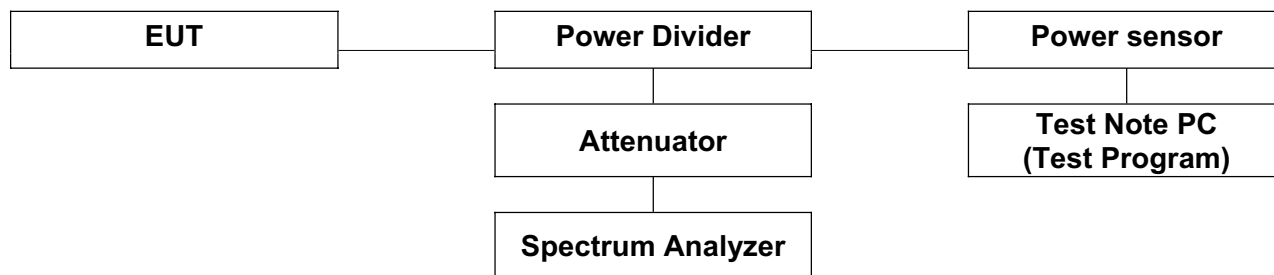 EUT
Power Divider
Power sensor
Attenuator
Test Note PC
(Test Program)
Spectrum Analyzer